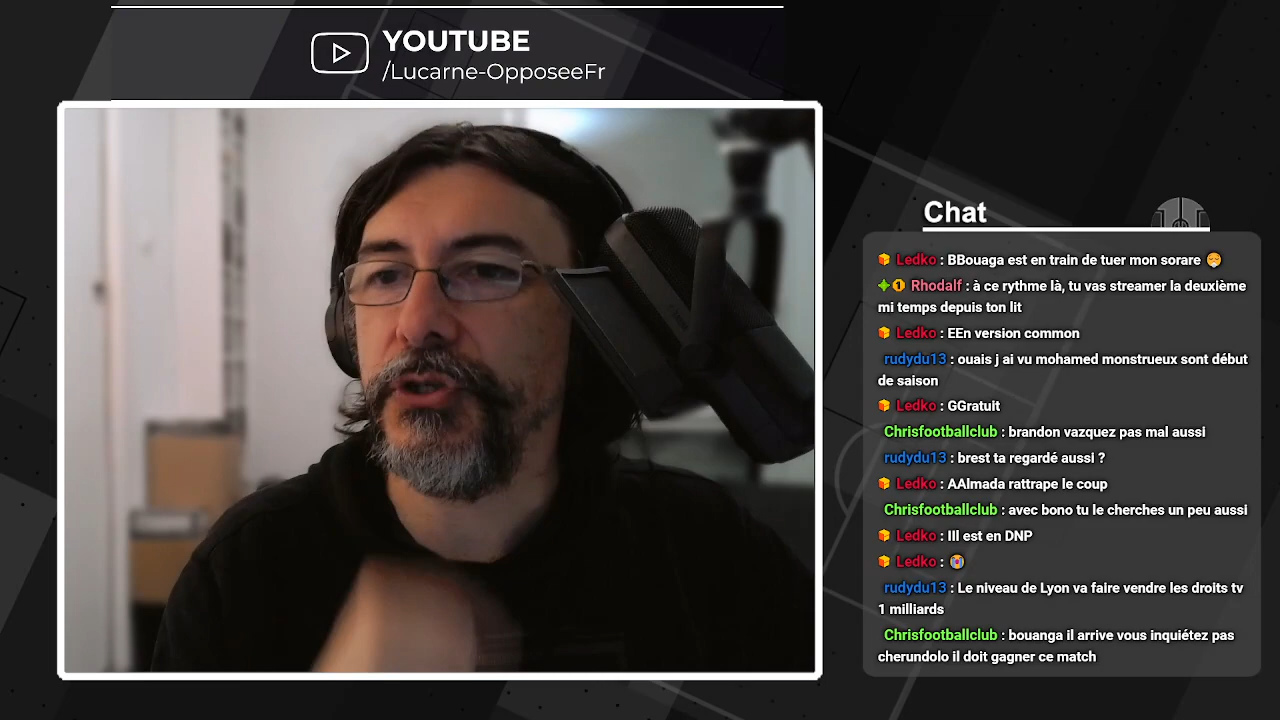 YOUTUBE
/Lucarne-OpposeeFr
Chat
Ledko : BBouaga est en train de tuer mon sorare
Rhodalf : à ce rythme là, tu vas streamer la deuxième
mi temps depuis ton lit
Ledko : EEn version common
rudydu13 : ouais j ai vu mohamed monstrueux sont début
de saison
Ledko : GGratuit
Chrisfootballclub : brandon vazquez pas mal aussi
rudydu13 : brest ta regardé aussi ?
Ledko : AAlmada rattrape le coup
Chrisfootballclub : avec bono tu le cherches un peu aussi
Ledko : IIl est en DNP
Ledko :
rudydu13 : Le niveau de Lyon va faire vendre les droits tv
1 milliards
Chrisfootballclub : bouanga il arrive vous inquiétez pas
cherundolo il doit gagner ce match